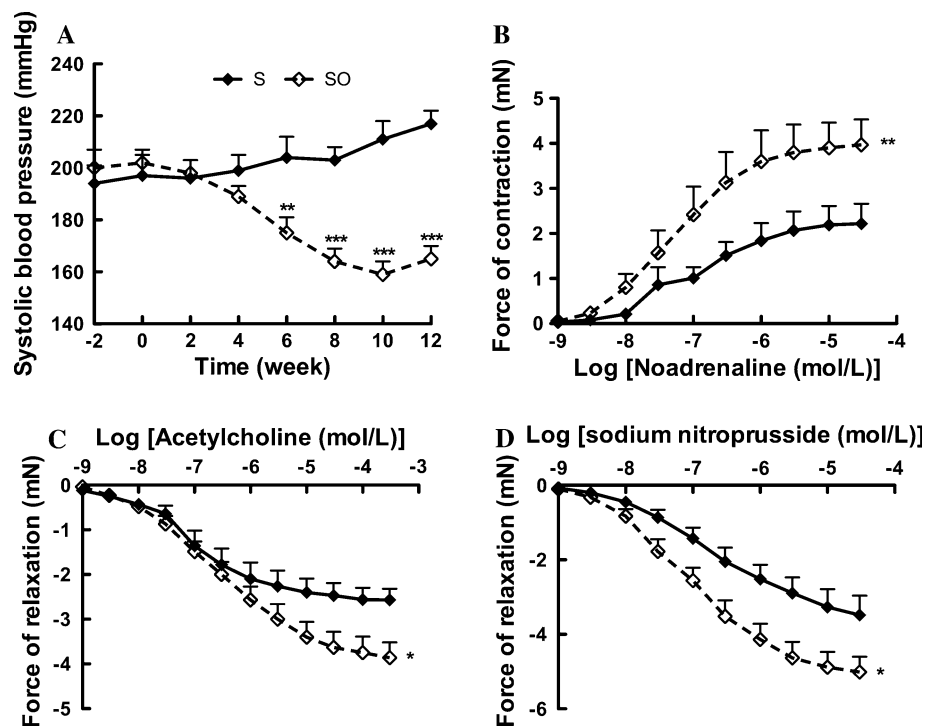 A
Systolic blood pressure (mmHg)
240
220
200
180
160
140
S
SO
**
***
***
***
-2 0 2 4 6 8 10 12
Time (week)
B
Force of contraction (mN)
5
4
3
2
1
0
**
-9 -8 -7 -6 -5 -4
Log [Noadrenaline (mol/L)]
C
Log [Acetylcholine (mol/L)]
-9 -8 -7 -6 -5 -4 -3
Force of relaxation (mN)
0
-1
-2
-3
-4
-5
*
D
Log [sodium nitroprusside (mol/L)]
-9 -8 -7 -6 -5 -4
Force of relaxation (mN)
0
-2
-4
-6
*